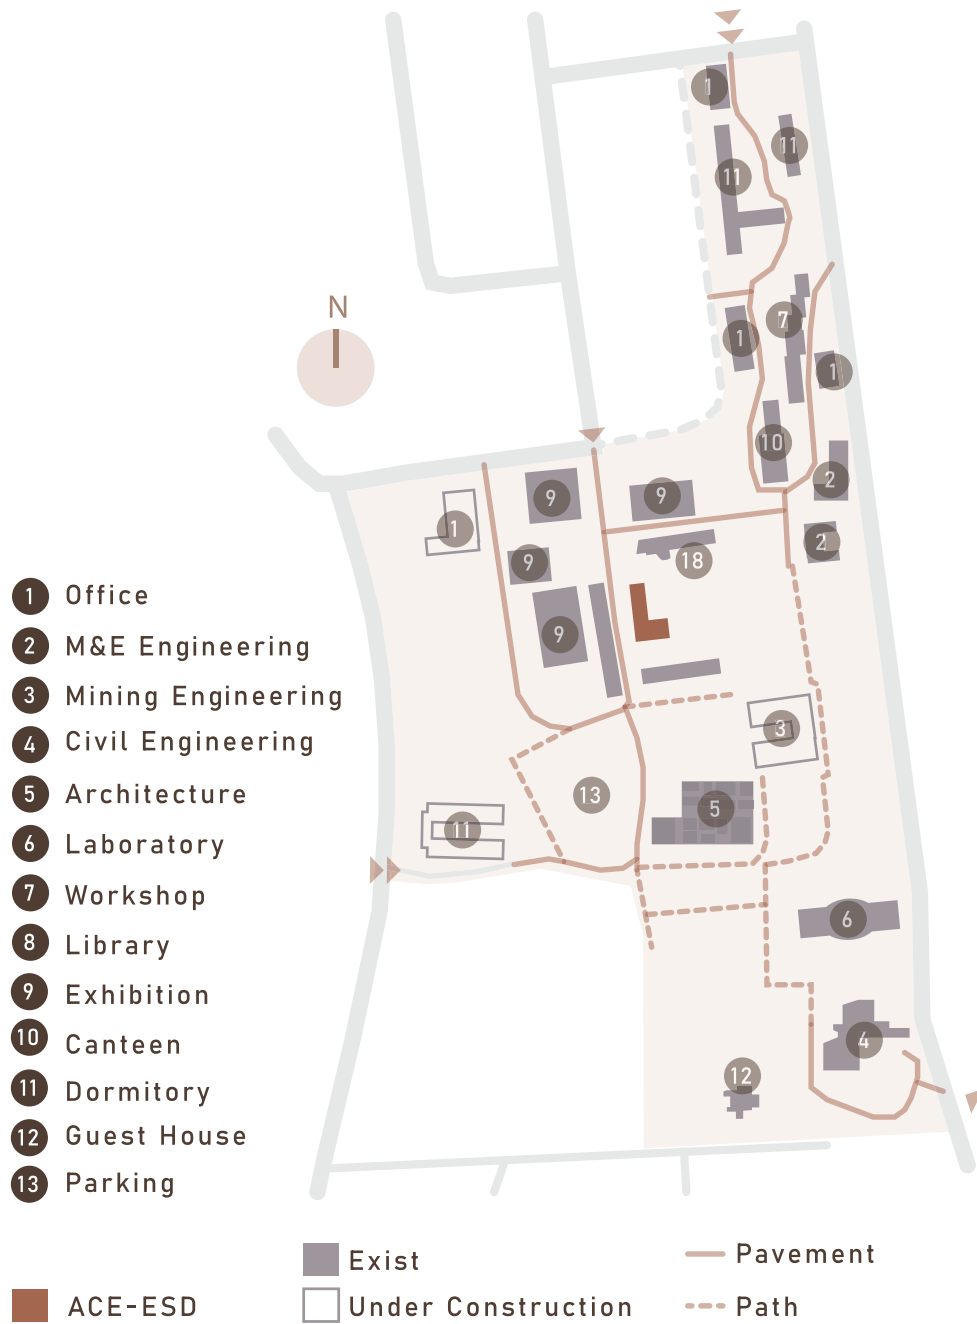 1
11
11
N
7
1
1
10
2
9
9
1
2
18
9
9
3
13
5
11
6
4
12
1 Office
2 M&E Engineering
3 Mining Engineering
4 Civil Engineering
5 Architecture
6 Laboratory
7 Workshop
8 Library
9 Exhibition
10 Canteen
11 Dormitory
12 Guest House
13 Parking
Exist
Pavement
ACE-ESD
Under Construction
Path